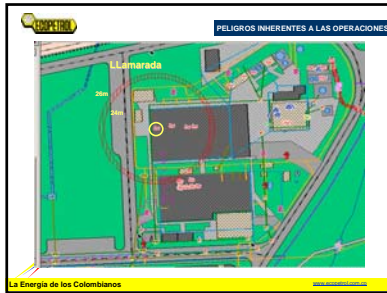 ECOPETROL
PELIGROS INHERENTES A LAS OPERACIONES
LLamarada
26m
24m
La Energía de los Colombianos
www.ecopetrol.com.co